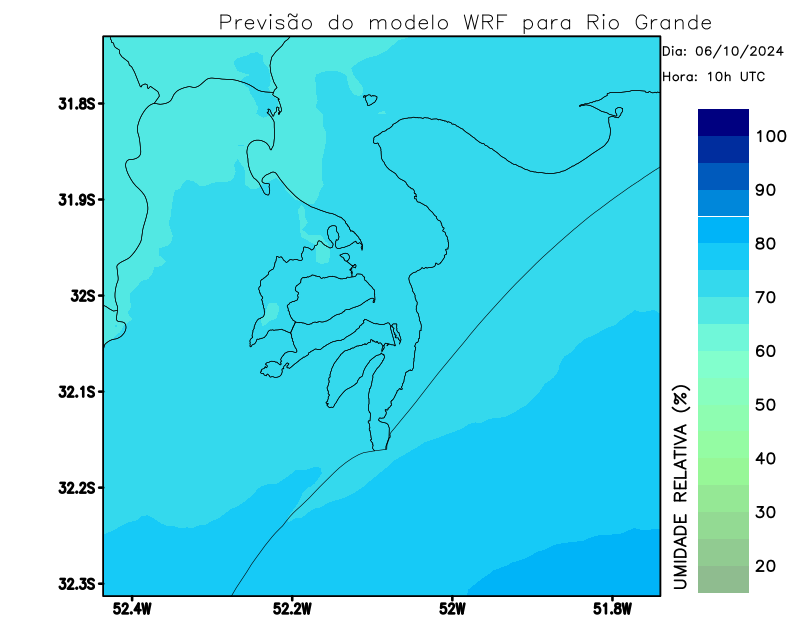 Previsão do modelo WRF para Rio Grande
Dia: 06/10/2024
Hora: 10h UTC
31.8S
31.9S
32S
32.1S
32.2S
32.3S
52.4W
52.2W
52W
51.8W
100
90
80
70
60
50
40
30
20
UMIDADE RELATIVA (%)